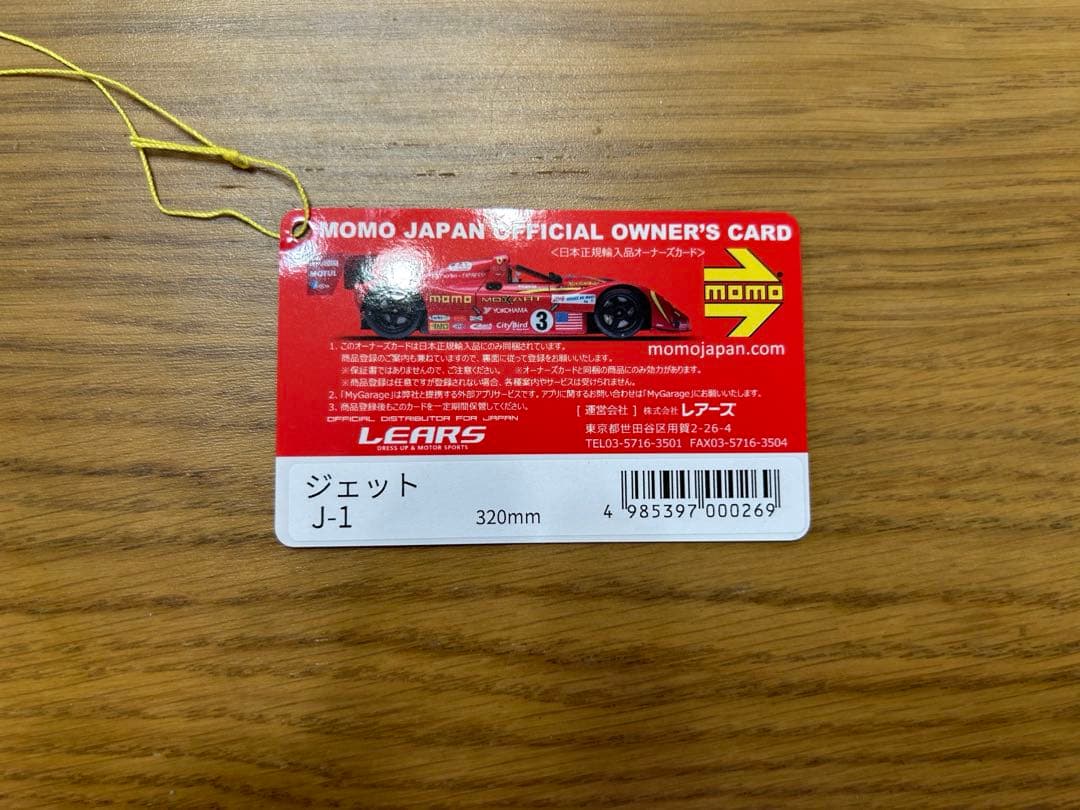 MOMO JAPAN OFFICIAL OWNER'S CARD
<日本正規輸入品オーナーズカード>
MOTUL
momo MOMART
YOKOHAMA
CityBird 3
momo
momojapan.com
1. このオーナーズカードは日本正規輸入品にのみ同梱されています。
商品登録のご案内も兼ねていますので、裏面に従って登録をお願いいたします。
※保証書ではありませんので、ご注意ください。 ※オーナーズカードと同梱の商品にのみ効力があります。
※商品登録は任意ですが登録されない場合、各種案内やサービスは受けられません。
2. 「MyGarage」は弊社と提携する外部アプリサービスです。アプリに関するお問い合わせは「MyGarage」にお願いいたします。
3. 商品登録後もこのカードを一定期間保管してください。
OFFICIAL DISTRIBUTOR FOR JAPAN
LEARS
DRESS UP & MOTOR SPORTS
[ 運営会社 ] 株式会社 レアーズ
東京都世田谷区用賀2-26-4
TEL03-5716-3501 FAX03-5716-3504
ジェット
J-1 320mm
4 985397 000269